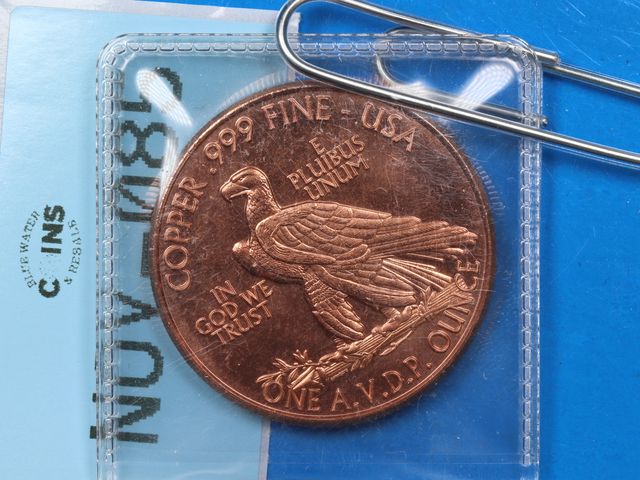 COPPER .999 FINE - USA
E
PLURIBUS
UNUM
IN
GOD WE
TRUST
ONE A.V.D.P. OUNCE
BLUE WATER
COINS
& RESALE